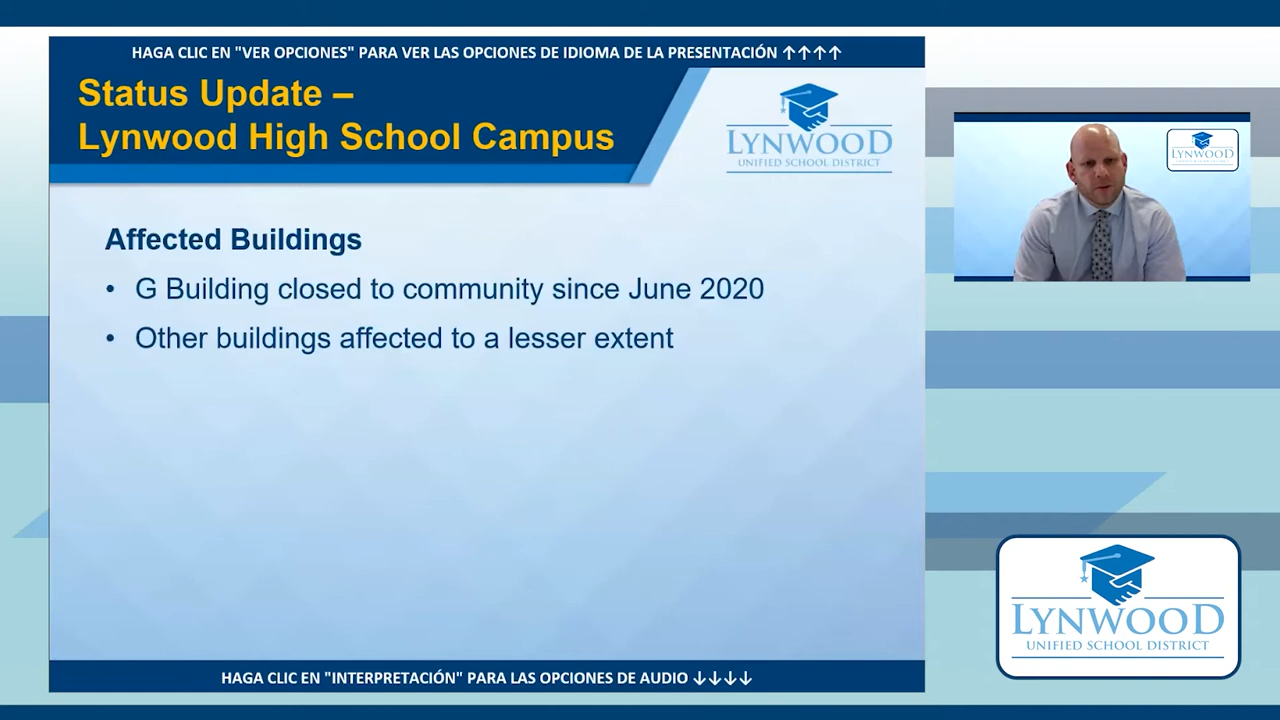 HAGA CLIC EN "VER OPCIONES" PARA VER LAS OPCIONES DE IDIOMA DE LA PRESENTACIÓN ↑↑↑↑
Status Update –
Lynwood High School Campus
LYNWOOD
UNIFIED SCHOOL DISTRICT
Affected Buildings
• G Building closed to community since June 2020
• Other buildings affected to a lesser extent
HAGA CLIC EN "INTERPRETACIÓN" PARA LAS OPCIONES DE AUDIO ↓↓↓↓
LYNWOOD
LYNWOOD
UNIFIED SCHOOL DISTRICT